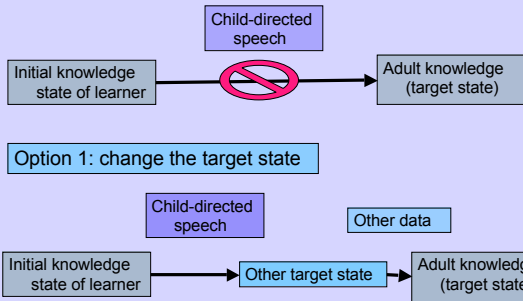 Child-directed
speech
Initial knowledge
state of learner
Adult knowledge
(target state)
Option 1: change the target state
Child-directed
speech
Other data
Initial knowledge
state of learner
Other target state
Adult knowledg
(target state